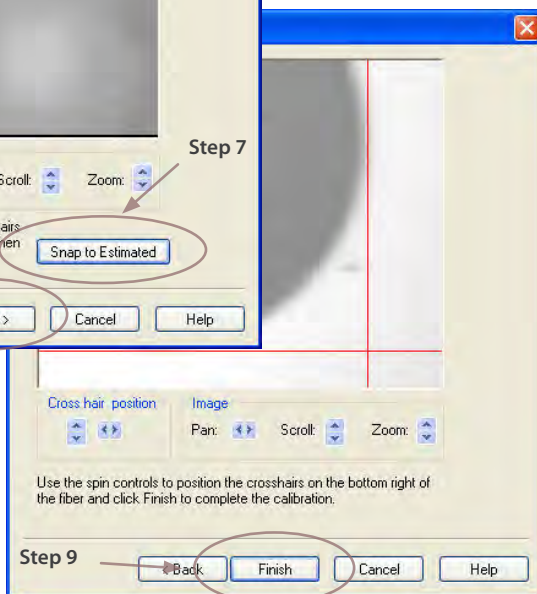 Step 7
Scroll: Zoom:
airs
Snap to Estimated
> Cancel Help
Cross hair position Image
Pan: Scroll: Zoom:
Use the spin controls to position the crosshairs on the bottom right of
the fiber and click Finish to complete the calibration.
Step 9
< Back Finish Cancel Help